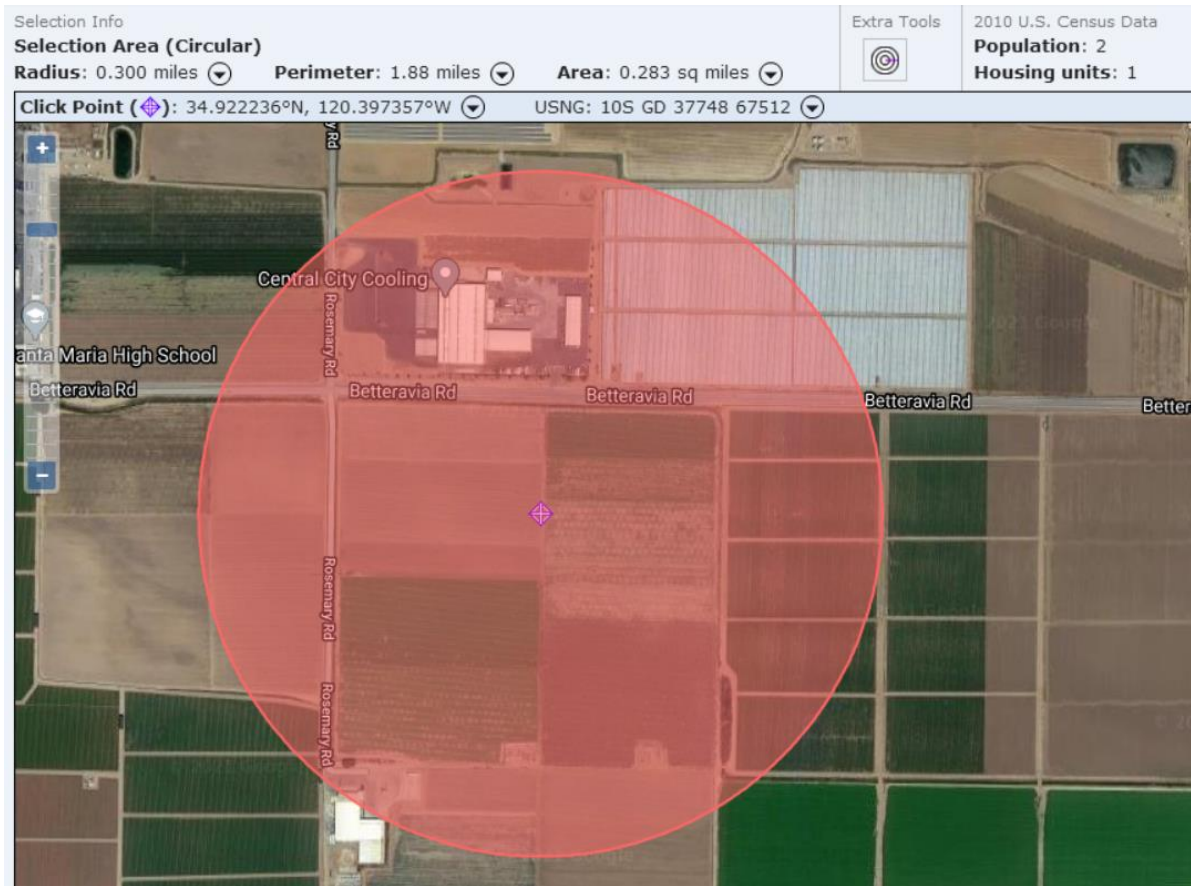 Selection Info
Selection Area (Circular)
Radius: 0.300 miles Perimeter: 1.88 miles Area: 0.283 sq miles
Extra Tools
2010 U.S. Census Data
Population: 2
Housing units: 1
Click Point ( ): 34.922236°N, 120.397357°W USNG: 10S GD 37748 67512
y Rd
+
Central City Cooling
Rosemary Rd
anta Maria High School
Betteravia Rd
Betteravia Rd
Betteravia Rd
Betteravia Rd
Better
−
Rosemary Rd
Rosemary Rd